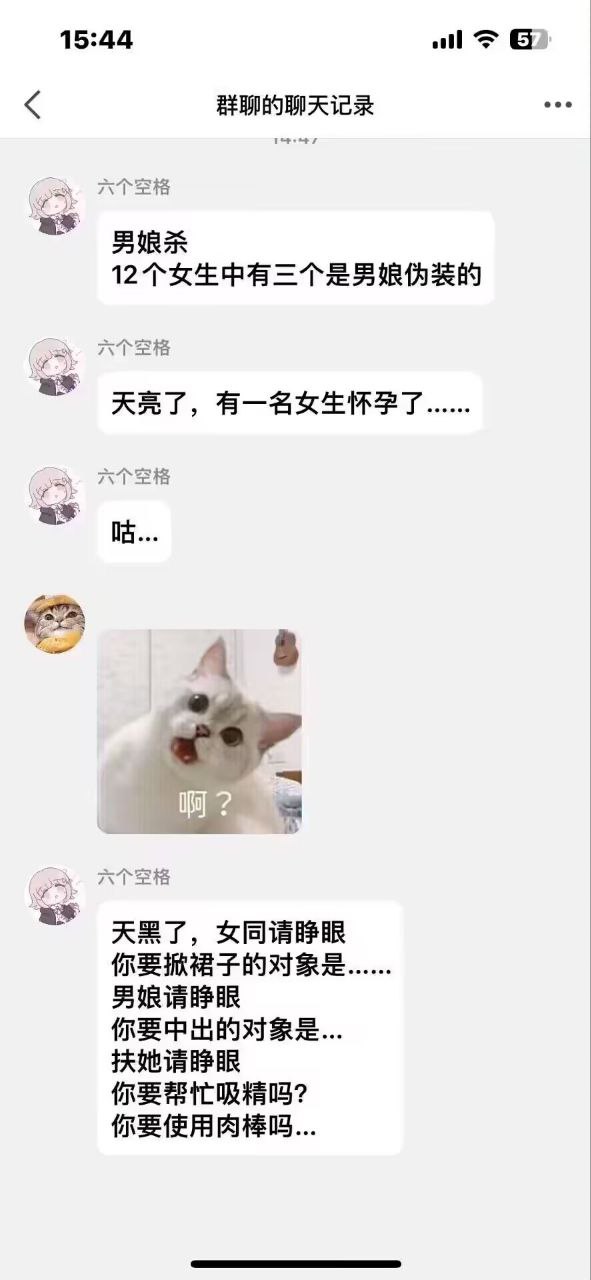 15:44
57
群聊的聊天记录
14:47
六个空格
男娘杀
12个女生中有三个是男娘伪装的
六个空格
天亮了，有一名女生怀孕了......
六个空格
咕...
啊？
六个空格
天黑了，女同请睁眼
你要掀裙子的对象是......
男娘请睁眼
你要中出的对象是...
扶她请睁眼
你要帮忙吸精吗?
你要使用肉棒吗...